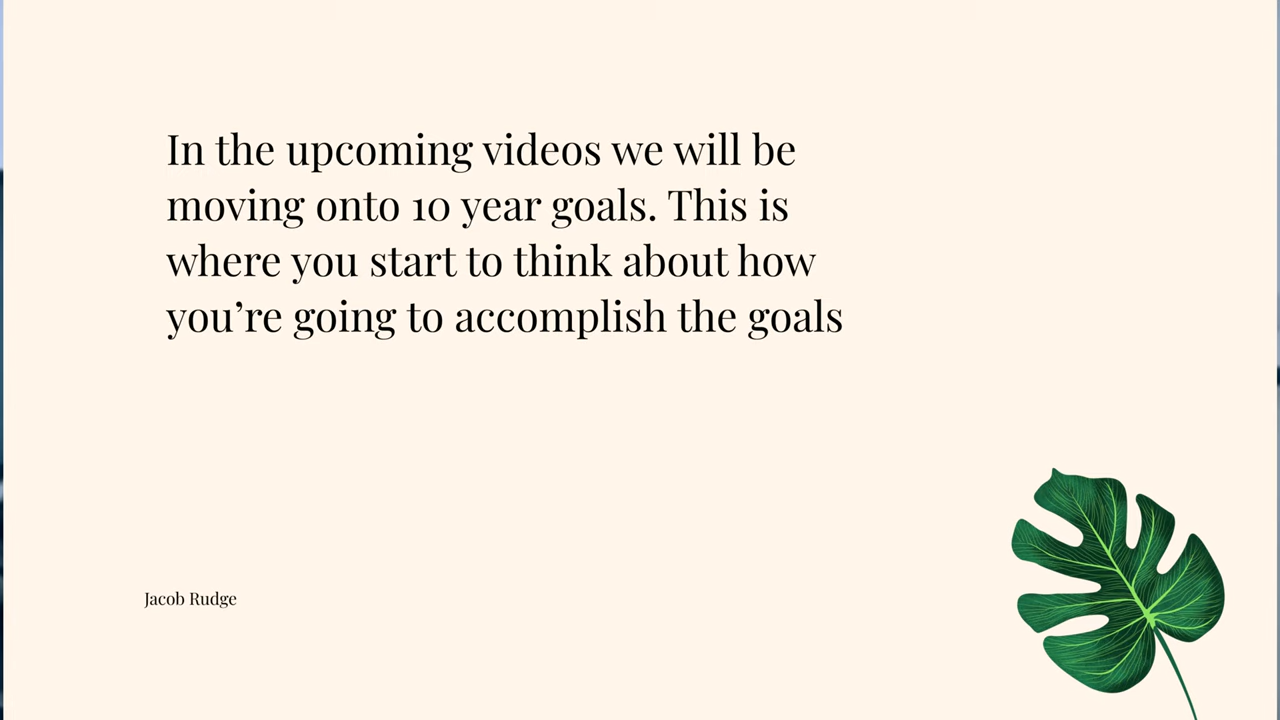 In the upcoming videos we will be
moving onto 10 year goals. This is
where you start to think about how
you’re going to accomplish the goals
Jacob Rudge